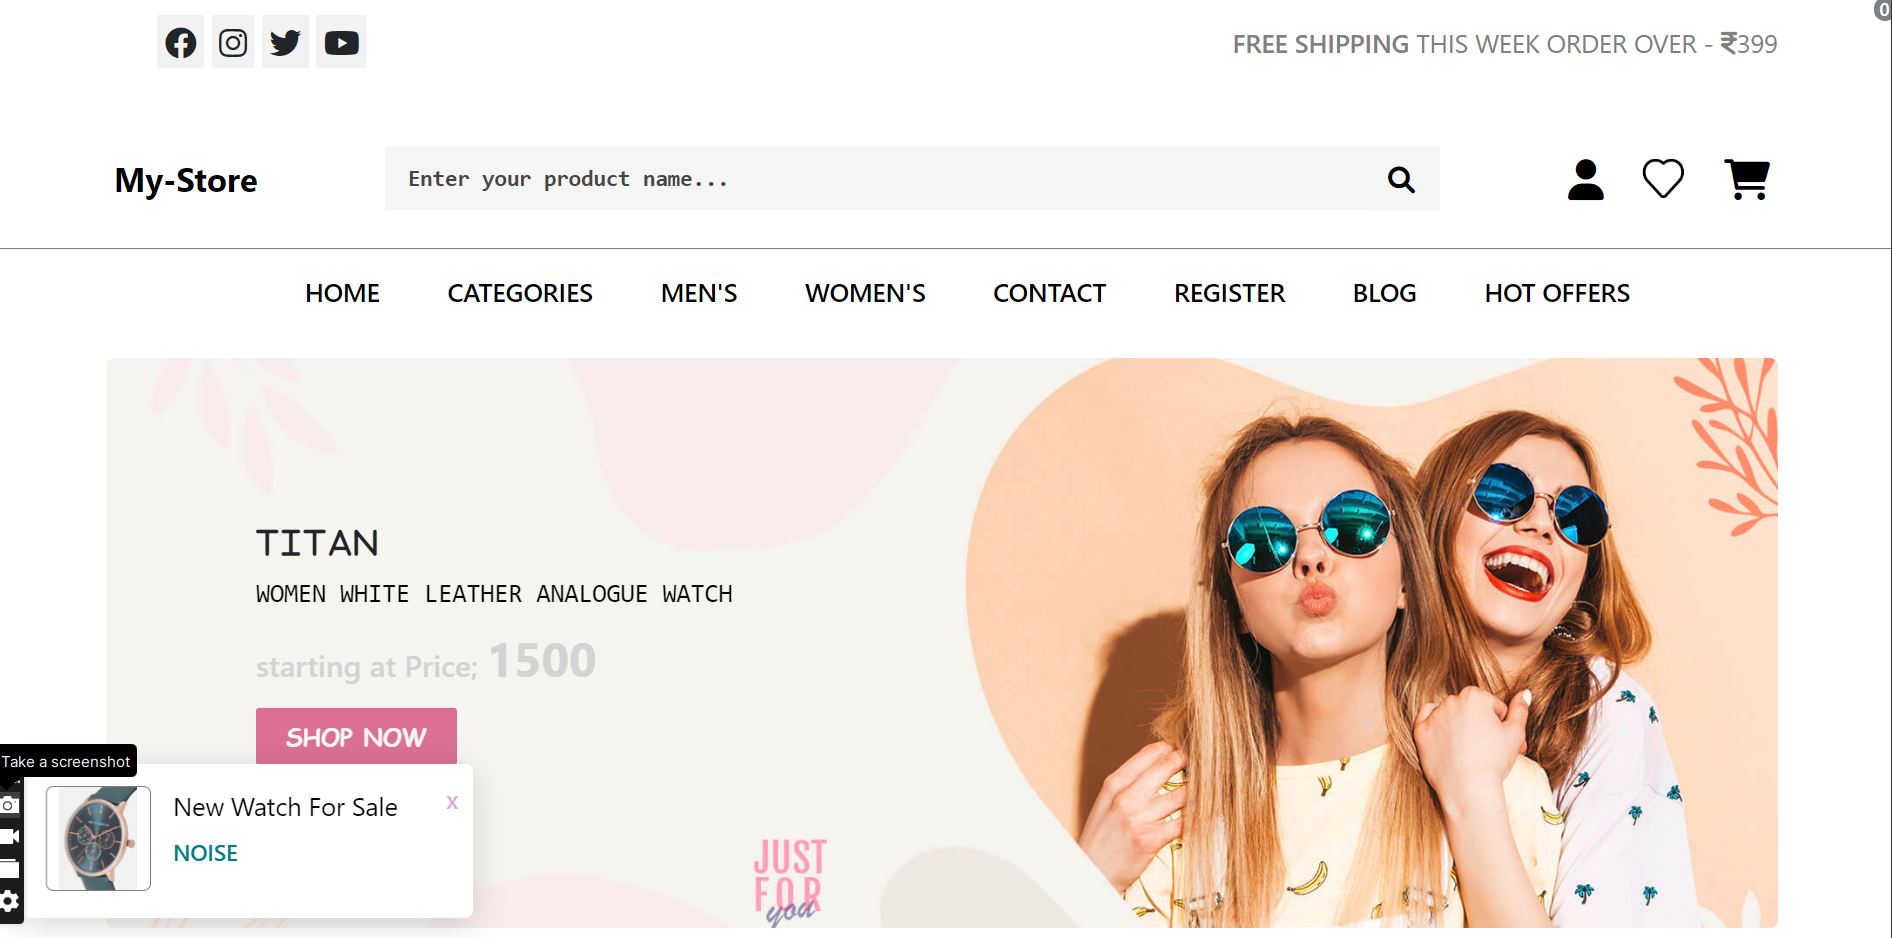 0
FREE SHIPPING THIS WEEK ORDER OVER - ₹399
My-Store
Enter your product name...
HOME CATEGORIES MEN'S WOMEN'S CONTACT REGISTER BLOG HOT OFFERS
TITAN
WOMEN WHITE LEATHER ANALOGUE WATCH
starting at Price; 1500
SHOP NOW
Take a screenshot
New Watch For Sale
x
NOISE
JUST
FOR
you